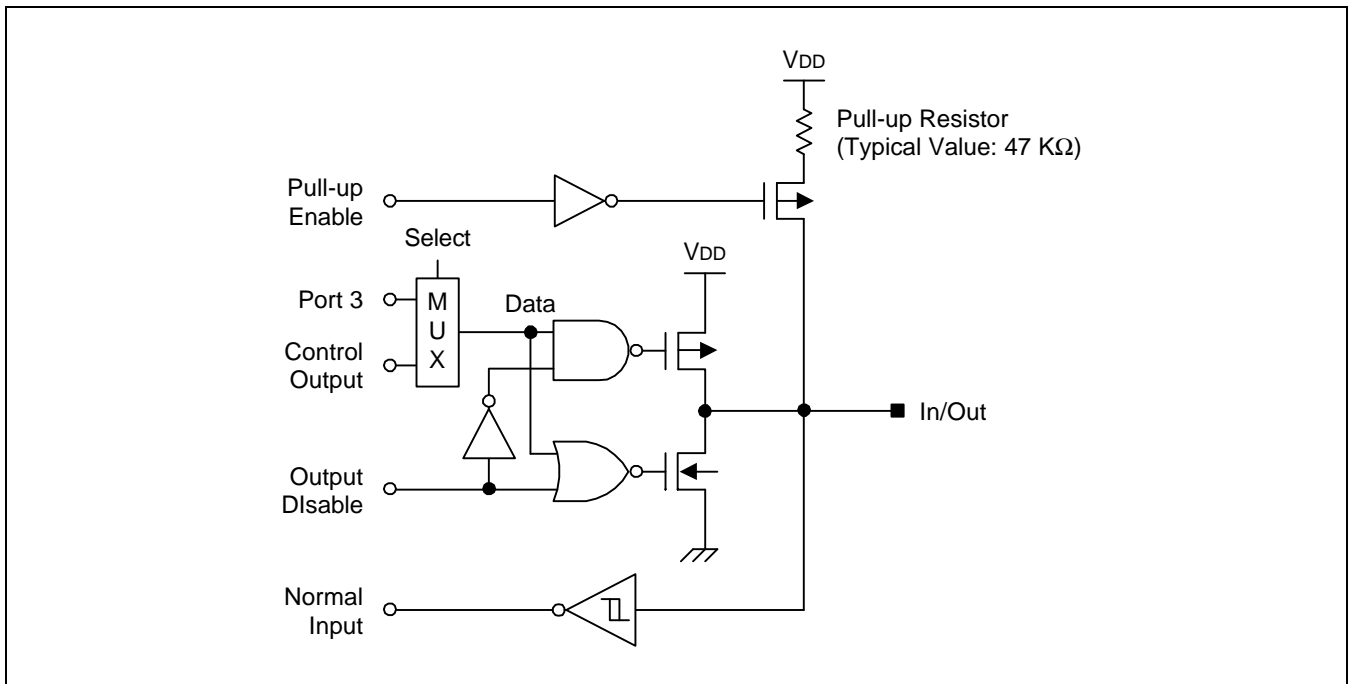 VDD
Pull-up Resistor
(Typical Value: 47 KΩ)
Pull-up
Enable
Select
VDD
Port 3
M
U
X
Data
Control
Output
In/Out
Output
DIsable
Normal
Input